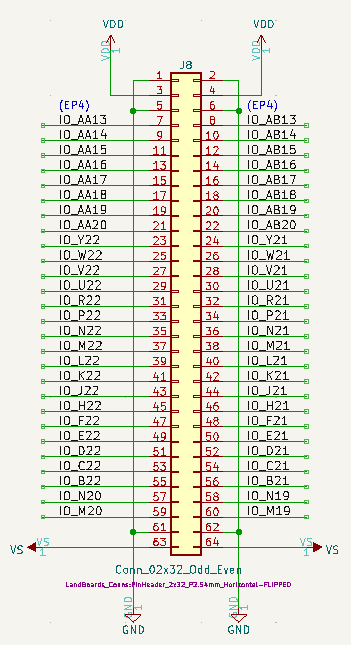 VDD VDD
VDD 1 VDD 1
J8
1 2
3 4
(EP4) 5 6 (EP4)
IO_AA13 7 8 IO_AB13
IO_AA14 9 10 IO_AB14
IO_AA15 11 12 IO_AB15
IO_AA16 13 14 IO_AB16
IO_AA17 15 16 IO_AB17
IO_AA18 17 18 IO_AB18
IO_AA19 19 20 IO_AB19
IO_AA20 21 22 IO_AB20
IO_Y22 23 24 IO_Y21
IO_W22 25 26 IO_W21
IO_V22 27 28 IO_V21
IO_U22 29 30 IO_U21
IO_R22 31 32 IO_R21
IO_P22 33 34 IO_P21
IO_N22 35 36 IO_N21
IO_M22 37 38 IO_M21
IO_L22 39 40 IO_L21
IO_K22 41 42 IO_K21
IO_J22 43 44 IO_J21
IO_H22 45 46 IO_H21
IO_F22 47 48 IO_F21
IO_E22 49 50 IO_E21
IO_D22 51 52 IO_D21
IO_C22 53 54 IO_C21
IO_B22 55 56 IO_B21
IO_N20 57 58 IO_N19
IO_M20 59 60 IO_M19
61 62
VS VS 1 63 64 VS 1 VS
Conn_02x32_Odd_Even
LandBoards_Conns:PinHeader_2x32_P2.54mm_Horizontal-FLIPPED
GND 1 GND 1
GND GND